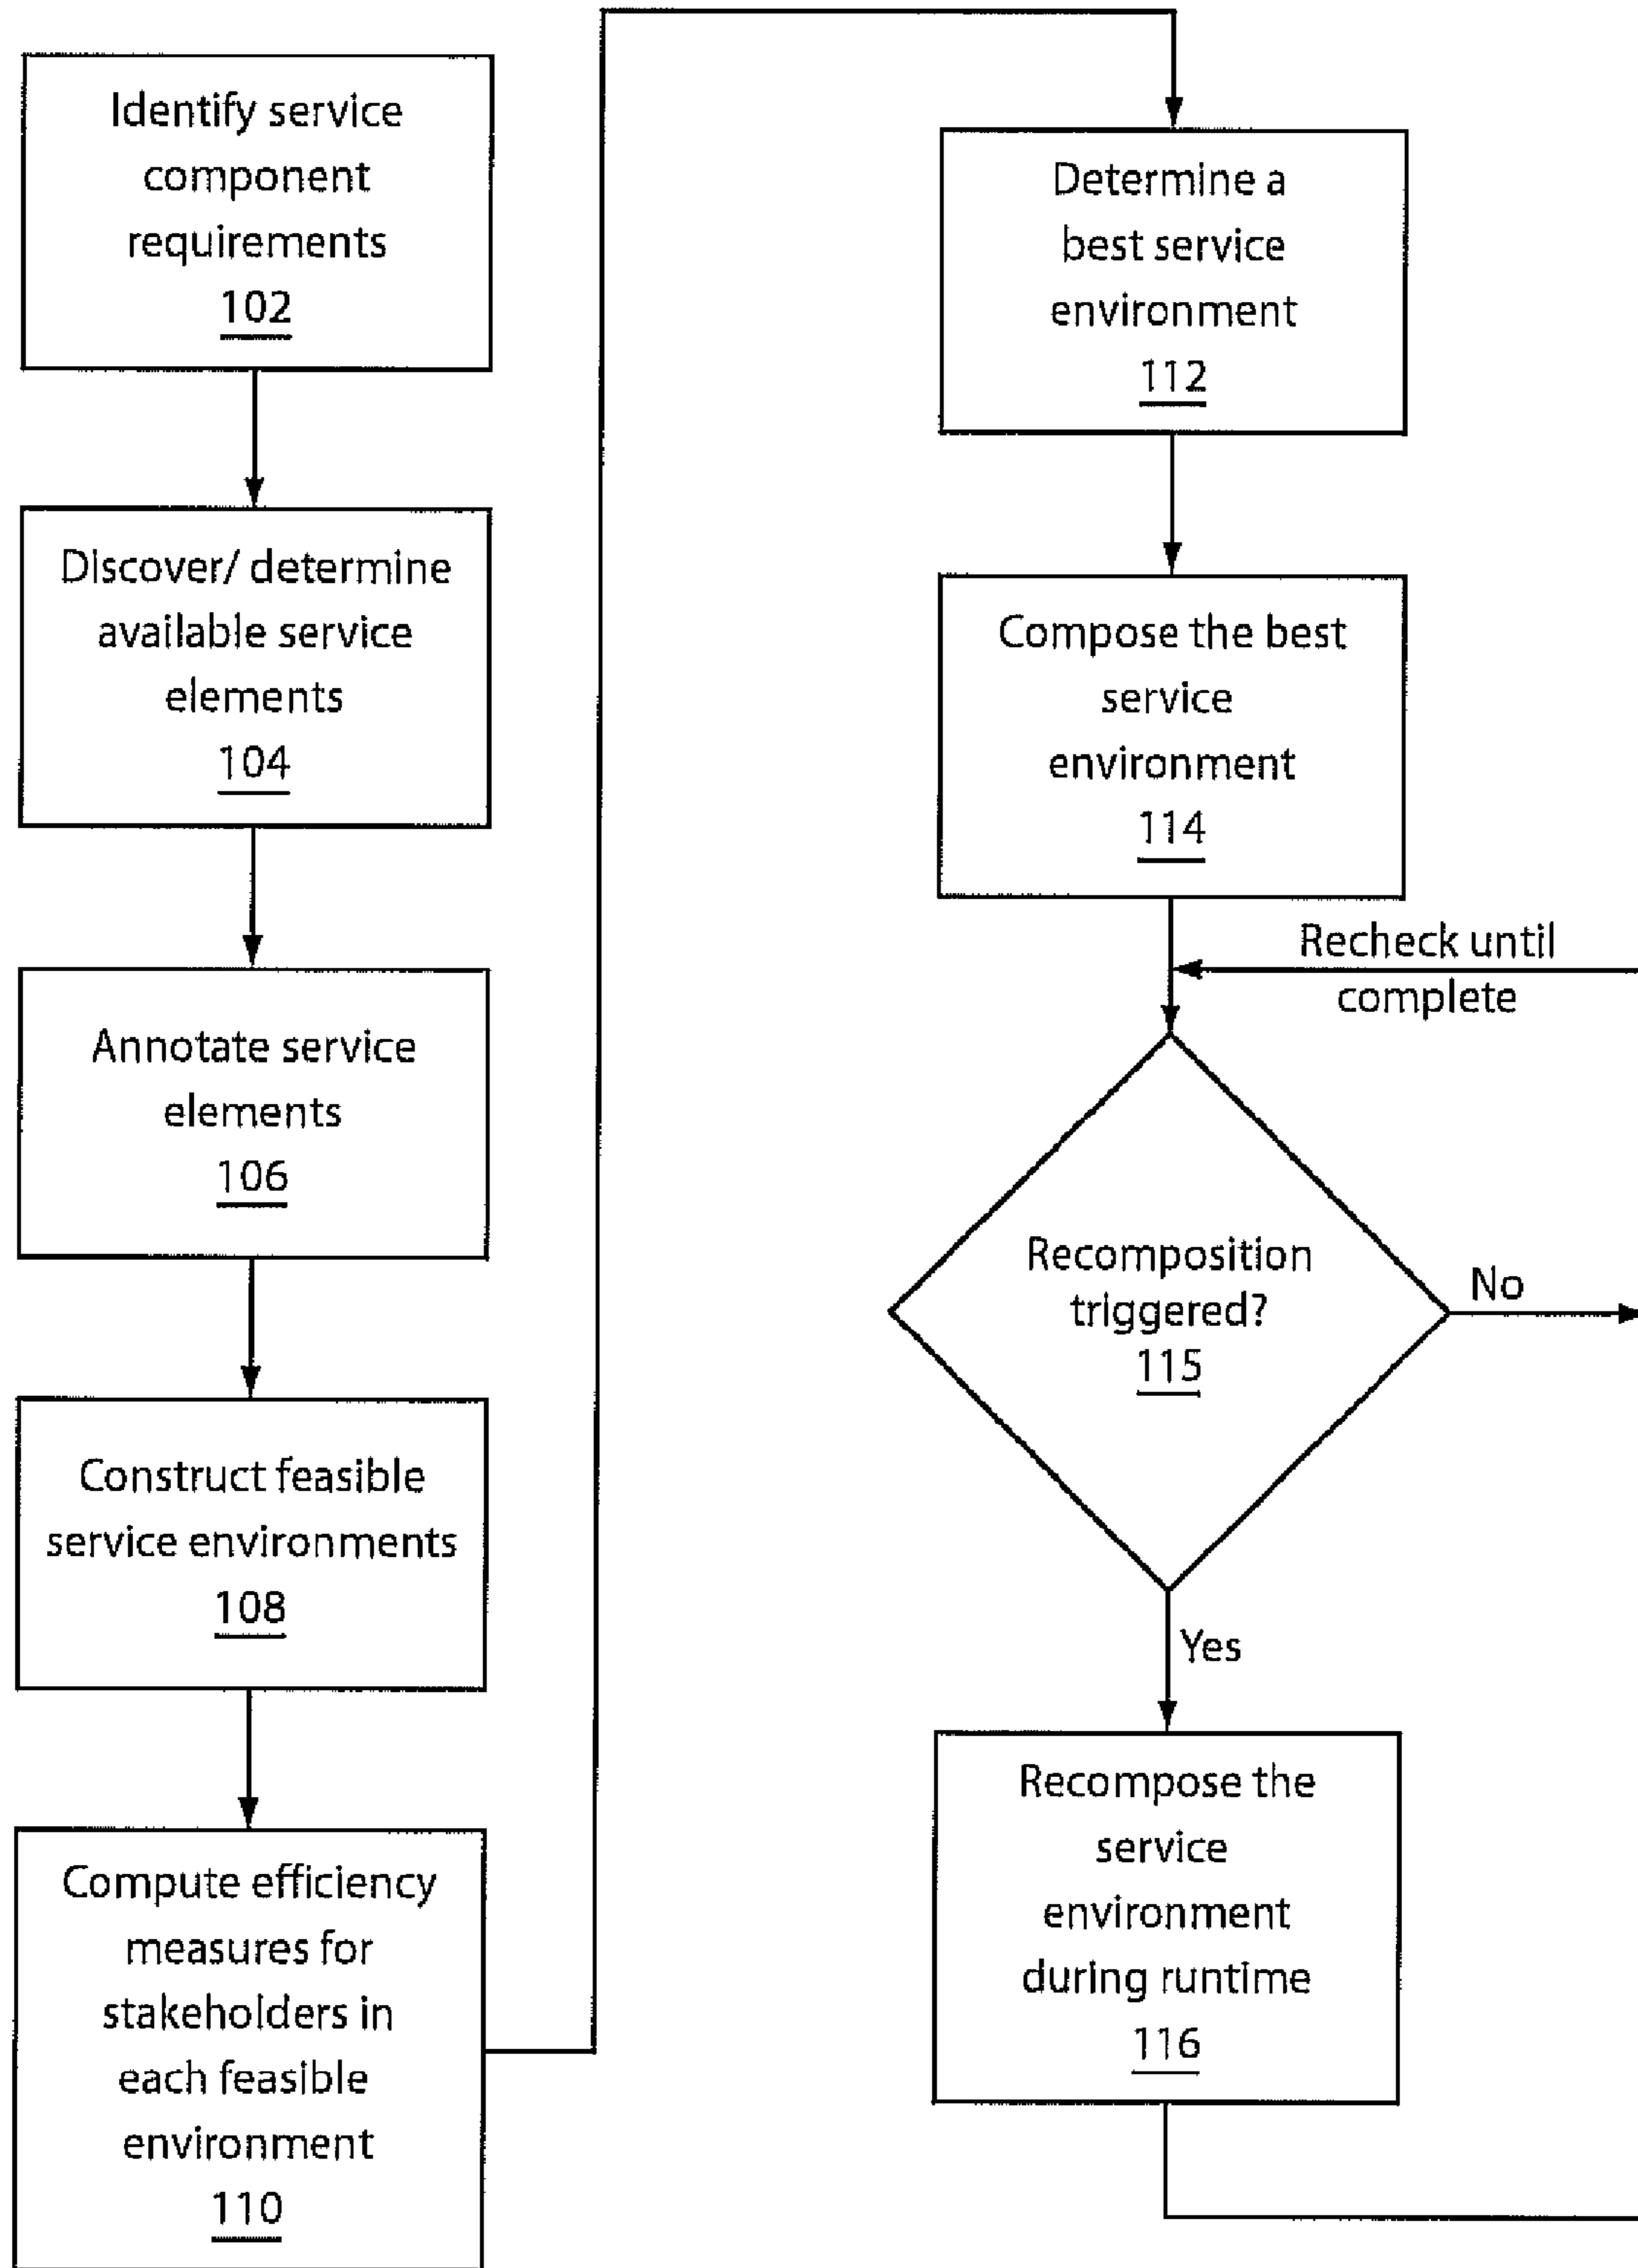 Identify service
component
requirements
102
Discover/ determine
available service
elements
104
Annotate service
elements
106
Construct feasible
service environments
108
Compute efficiency
measures for
stakeholders in
each feasible
environment
110
Determine a
best service
environment
112
Compose the best
service
environment
114
Recheck until
complete
Recomposition
triggered?
115
No
Yes
Recompose the
service
environment
during runtime
116